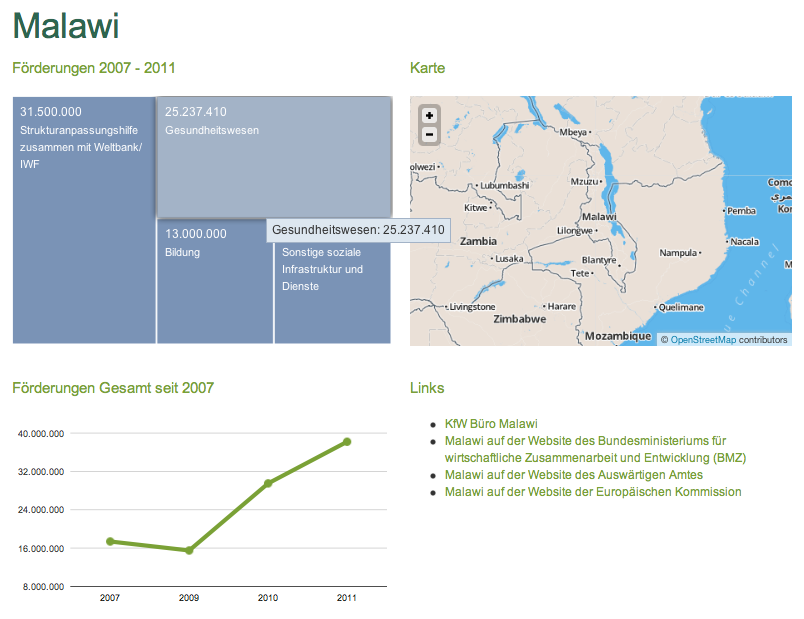 Malawi
Förderungen 2007 - 2011
31.500.000
Strukturanpassungshilfe
zusammen mit Weltbank/
IWF
25.237.410
Gesundheitswesen
Gesundheitswesen: 25.237.410
13.000.000
Bildung
Sonstige soziale
Infrastruktur und
Dienste
Karte
+
−
Mbeya
olwezi
Lubumbashi
Mzuzu
Kitwe
Malawi
Pemba
Zambia
Lilongwe
Nacala
Lusaka
Blantyre
Nampula
Tete
Livingstone
Harare
Quelimane
Zimbabwe
Mozambique
ue Channel
Como
Ko
M
© OpenStreetMap contributors
Förderungen Gesamt seit 2007
40.000.000
32.000.000
24.000.000
16.000.000
8.000.000
2007 2009 2010 2011
Links
KfW Büro Malawi
Malawi auf der Website des Bundesministeriums für
wirtschaftliche Zusammenarbeit und Entwicklung (BMZ)
Malawi auf der Website des Auswärtigen Amtes
Malawi auf der Website der Europäischen Kommission